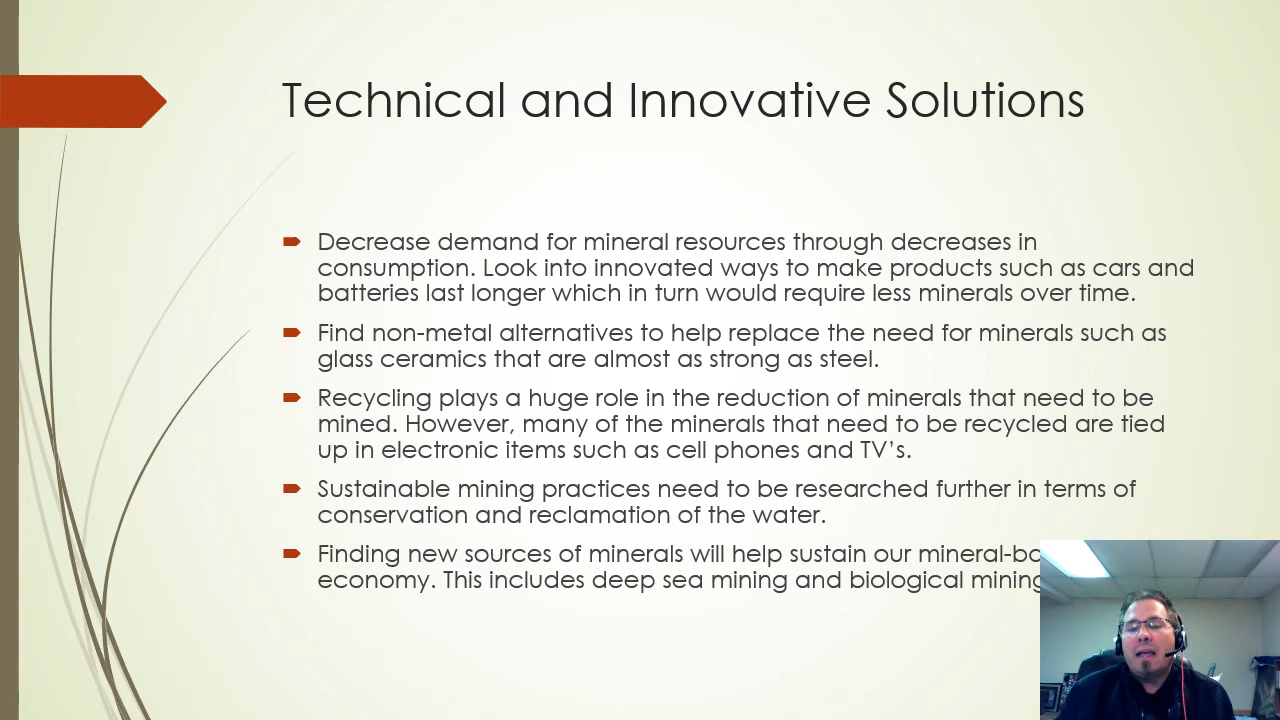 Technical and Innovative Solutions
Decrease demand for mineral resources through decreases in
consumption. Look into innovated ways to make products such as cars and
batteries last longer which in turn would require less minerals over time.
Find non-metal alternatives to help replace the need for minerals such as
glass ceramics that are almost as strong as steel.
Recycling plays a huge role in the reduction of minerals that need to be
mined. However, many of the minerals that need to be recycled are tied
up in electronic items such as cell phones and TV's.
Sustainable mining practices need to be researched further in terms of
conservation and reclamation of the water.
Finding new sources of minerals will help sustain our
economy. This includes deep sea mining and biological mining